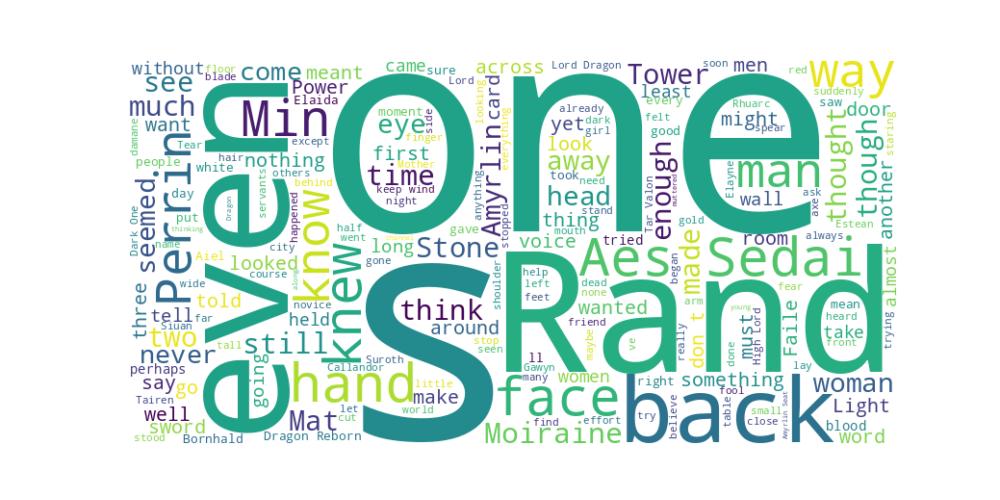 without
floor
blade
come
meant
came
sure
across
Lord Dragon
soon
men
red
way
see
Power
Lord
Tower
suddenly
much
Elaida
least
every
saw
door
want
Min
except
moment
eye
side
finger
looking
card
already
dark
girl
yet
felt
good
Rhuarc
might
spear
thought
though
staring
damane
Tear
hair
nothing
first
Mother
Amyrlin
everything
look
people
white
others
time
away
took
need
enough
muttered
Elayne
man
even
one
Perrin
day
servants
behind
keep wind
night
anything
head
stand
Tar Valon
wall
ask
axe
another
seemed
put
Dragon
happened
know
thing
mouth
gold
Estean
Dark One
thinking
name
Aiel
city
half
went
gave
stopped
voice
tried
room
always
looked
long
Stone
began
made
Aes Sedai
almost
wide
course
along
knew
gone
shoulder
help
dead
fear
three
told
novice
S
Rand
left
none
wanted
arm
young
mean
tell
far
held
think
feet
don t
heard
trying
two
Siuan
around
friend
maybe
ve
really
done
must
High Lord
Faile
take
front
never
tall
still
Suroth
stop
seen
ll
Gawyn
many
women
lay
perhaps
going
Callandor
hand
little
face
right
something
woman
say
go
make
back
fool
Tairen
Mat
let
cut
world
believe
table
small
Light
well
sword
effort
find
try
close
Amyrlin Seat
blood
stood
Bornhald
Dragon Reborn
Moiraine
word